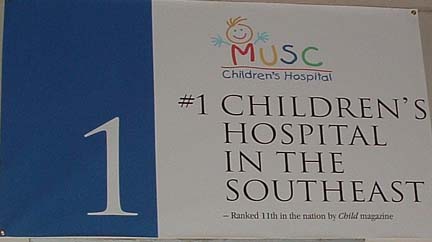 MUSC
Children's Hospital
1
#1 CHILDREN'S
HOSPITAL
IN THE
SOUTHEAST
– Ranked 11th in the nation by Child magazine